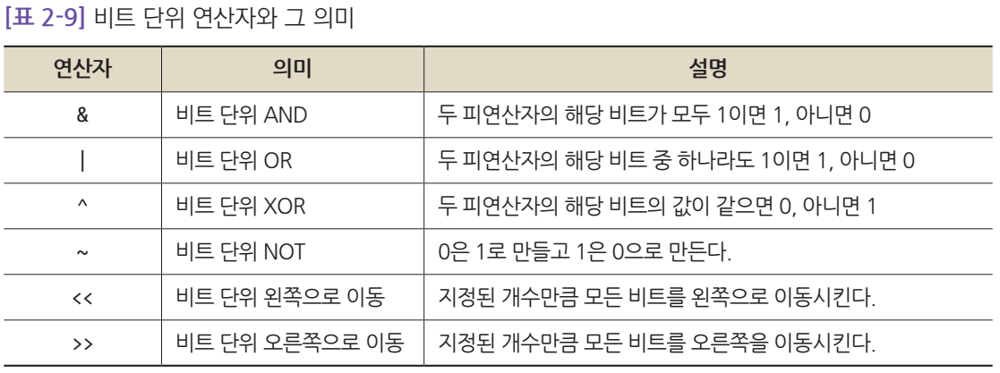 [표 2-9] 비트 단위 연산자와 그 의미
연산자 의미 설명
& 비트 단위 AND 두 피연산자의 해당 비트가 모두 1이면 1, 아니면 0
| 비트 단위 OR 두 피연산자의 해당 비트 중 하나라도 1이면 1, 아니면 0
^ 비트 단위 XOR 두 피연산자의 해당 비트의 값이 같으면 0, 아니면 1
~ 비트 단위 NOT 0은 1로 만들고 1은 0으로 만든다.
<< 비트 단위 왼쪽으로 이동 지정된 개수만큼 모든 비트를 왼쪽으로 이동시킨다.
>> 비트 단위 오른쪽으로 이동 지정된 개수만큼 모든 비트를 오른쪽을 이동시킨다.